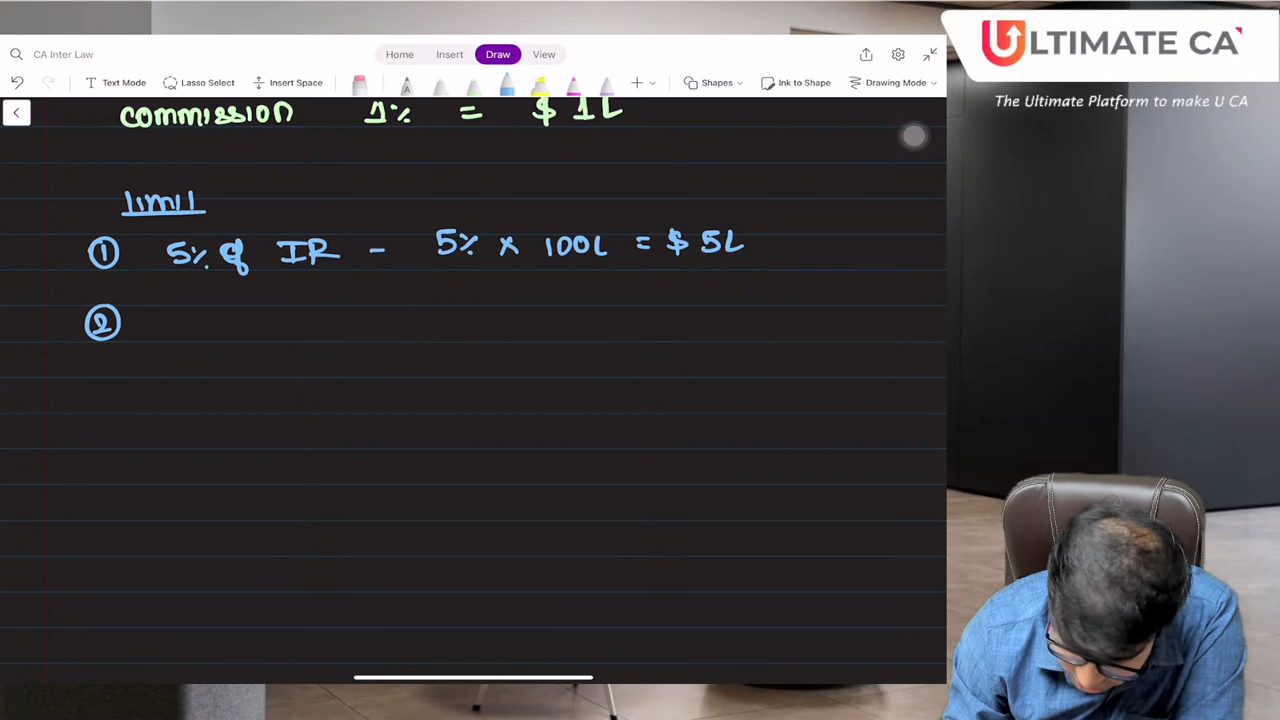 ULTIMATE CA
The Ultimate Platform to make U CA
CA Inter Law
Home Insert Draw View
Text Mode Lasso Select Insert Space Shapes Ink to Shape Drawing Mode
commission 1% = $ 1L
limit
① 5% of IR - 5% × 100L = $ 5L
②